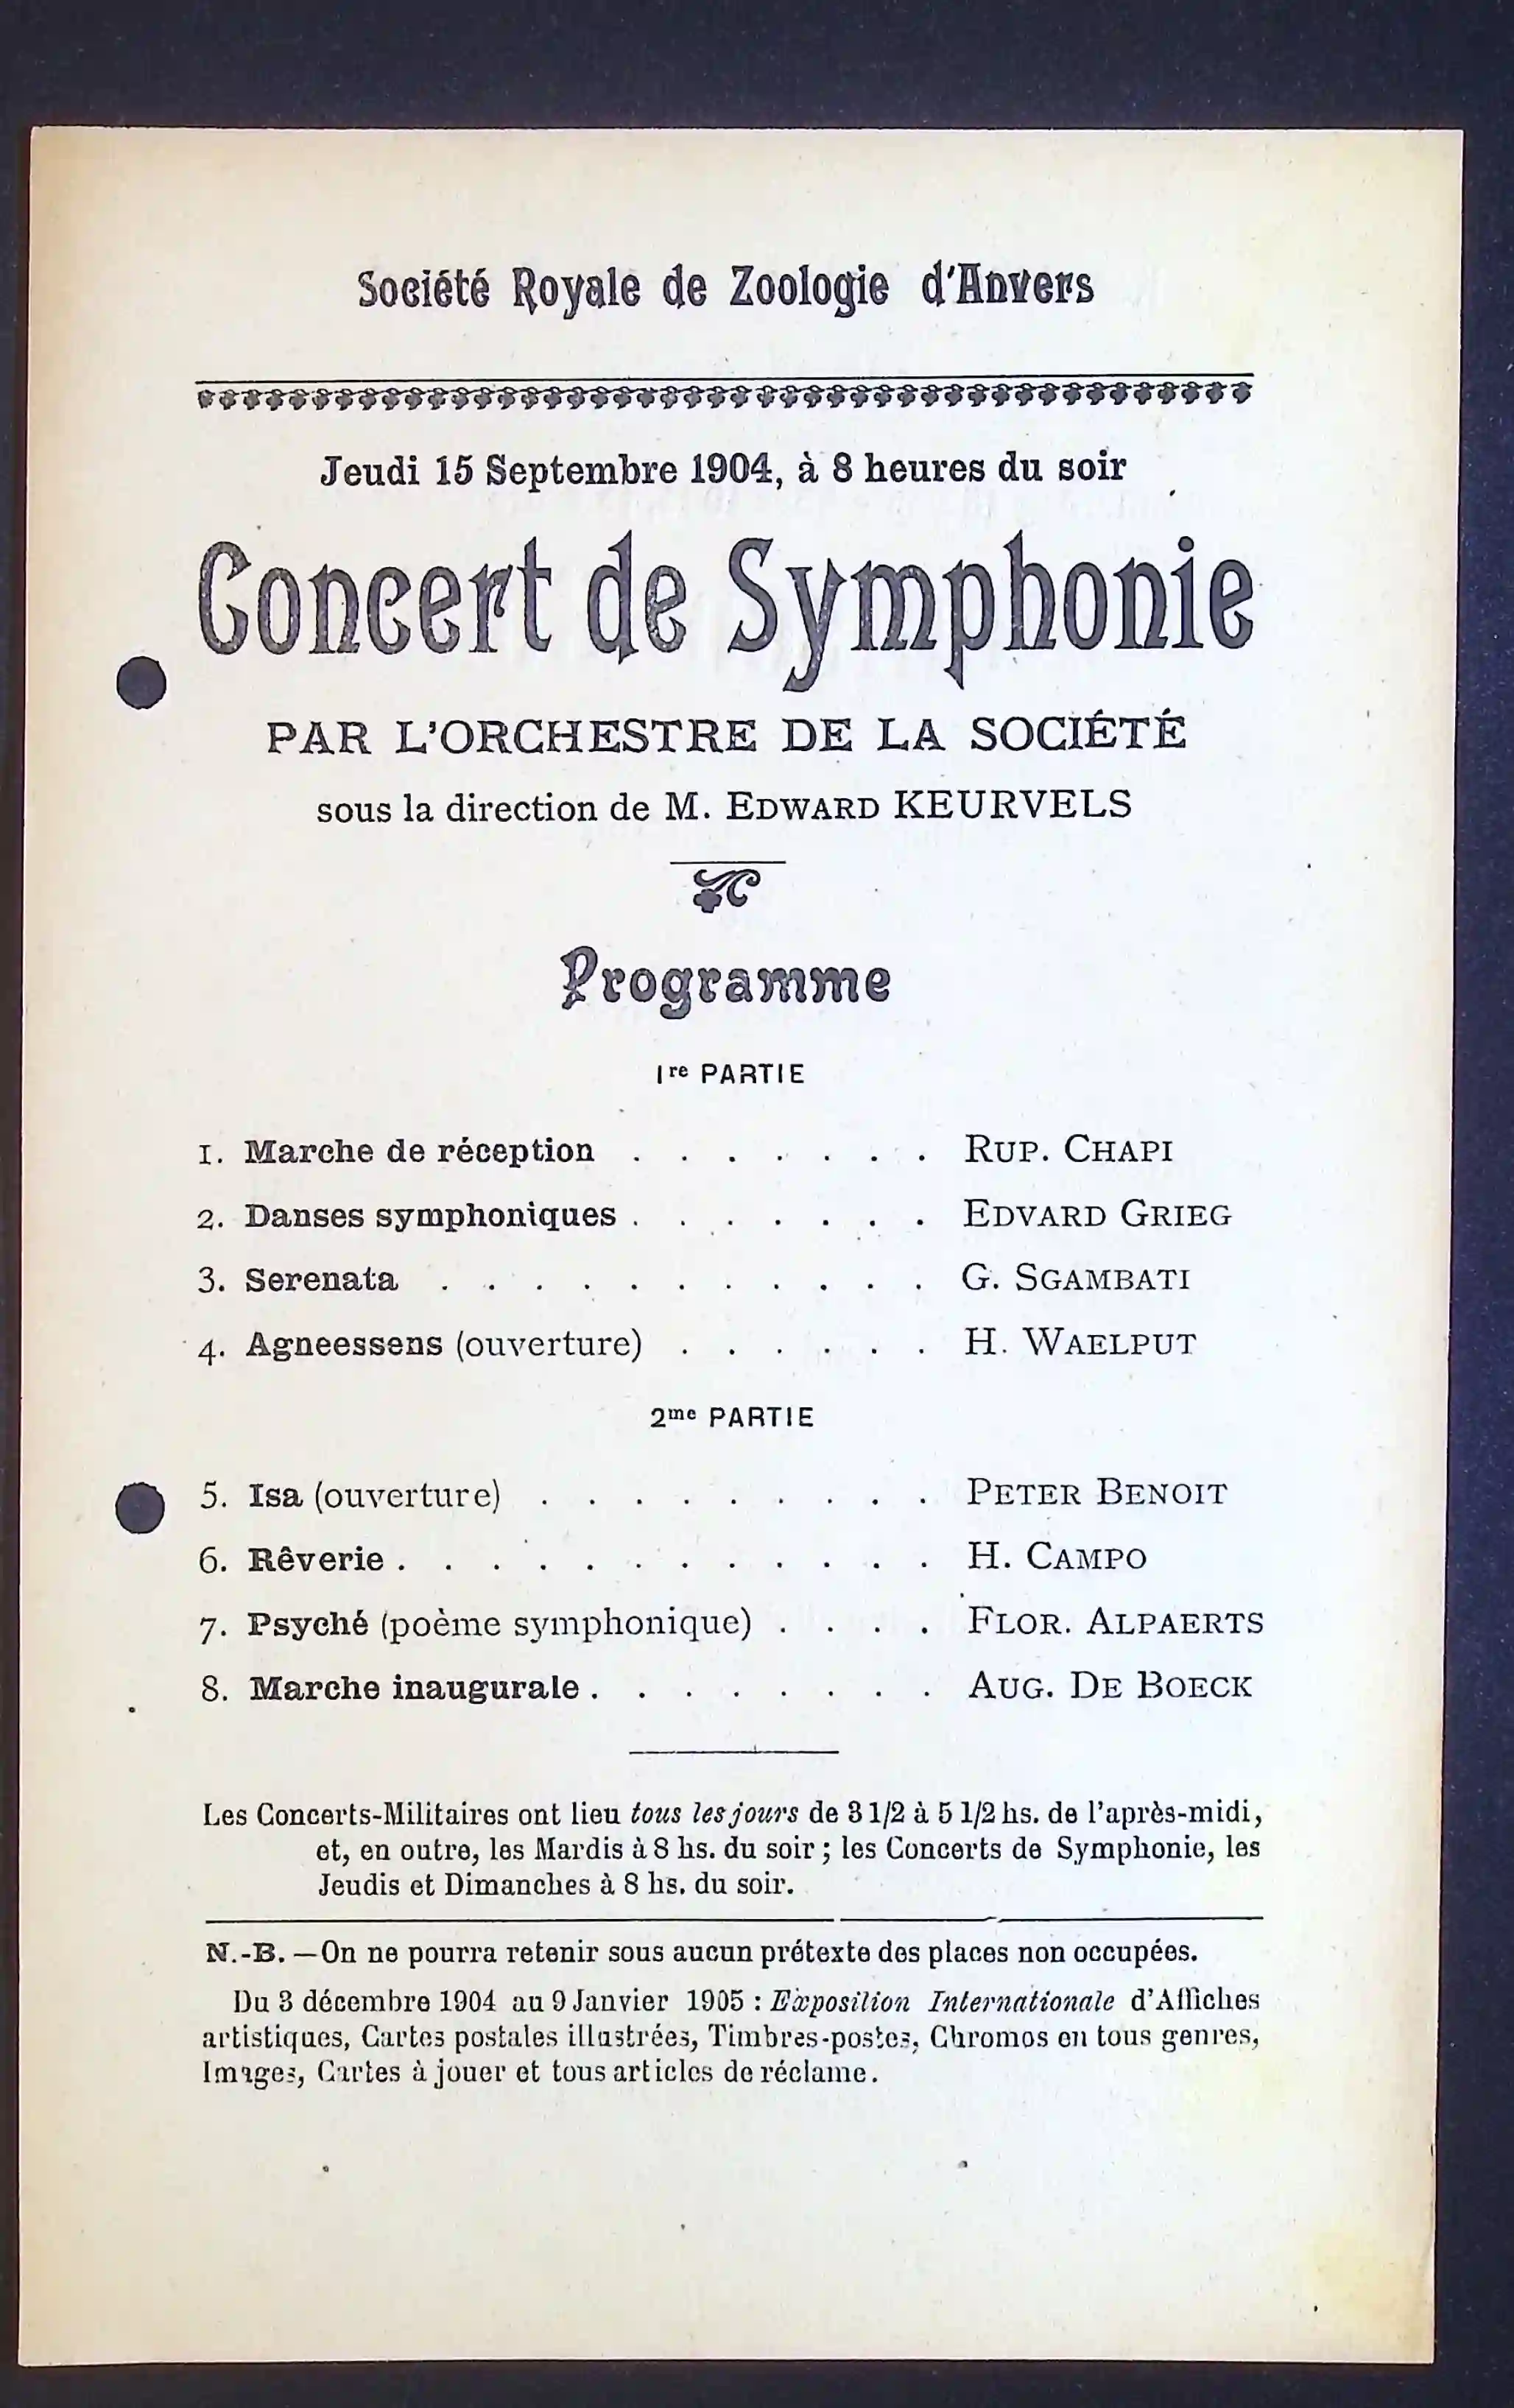 Société Royale de Zoologie d'Anvers
Jeudi 15 Septembre 1904, à 8 heures du soir
Concert de Symphonie
PAR L'ORCHESTRE DE LA SOCIÉTÉ
sous la direction de M. EDWARD KEURVELS
Programme
1re PARTIE
1. Marche de réception . . . . . . . RUP. CHAPI
2. Danses symphoniques . . . . . . . EDVARD GRIEG
3. Serenata . . . . . . . . . . . G. SGAMBATI
4. Agneessens (ouverture) . . . . . . H. WAELPUT
2me PARTIE
5. Isa (ouverture) . . . . . . . . . PETER BENOIT
6. Rêverie . . . . . . . . . . . . H. CAMPO
7. Psyché (poème symphonique) . . . . FLOR. ALPAERTS
8. Marche inaugurale . . . . . . . . AUG. DE BOECK
Les Concerts-Militaires ont lieu tous les jours de 3 1/2 à 5 1/2 hs. de l'après-midi,
et, en outre, les Mardis à 8 hs. du soir ; les Concerts de Symphonie, les
Jeudis et Dimanches à 8 hs. du soir.
N.-B. — On ne pourra retenir sous aucun prétexte des places non occupées.
Du 3 décembre 1904 au 9 Janvier 1905 : Exposition Internationale d'Affiches
artistiques, Cartes postales illustrées, Timbres-postes, Chromos en tous genres,
Images, Cartes à jouer et tous articles de réclame.